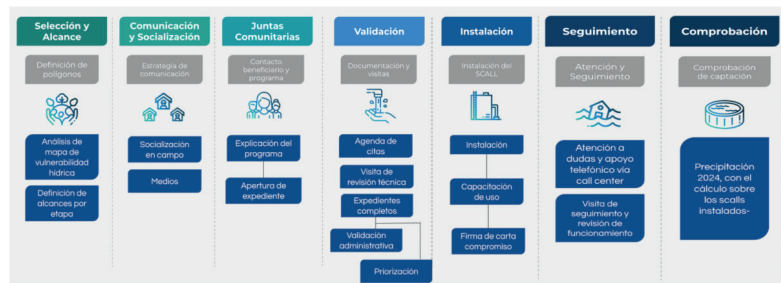 Selección y
Alcance
Definición de
polígonos
Análisis de
mapa de
vulnerabilidad
hídrica
Definición de
alcances por
etapa
Comunicación
y Socialización
Estrategia de
comunicación
Socialización
en campo
Medios
Juntas
Comunitarias
Contacto
beneficiario y
programa
Explicación del
programa
Apertura de
expediente
Validación
Documentación y
visitas
Agenda de
citas
Visita de
revisión técnica
Expedientes
completos
Validación
administrativa
Priorización
Instalación
Instalación del
SCALL
Instalación
Capacitación
de uso
Firma de carta
compromiso
Seguimiento
Atención y
Seguimiento
Atención a
dudas y apoyo
telefónico vía
call center
Visita de
seguimiento y
revisión de
funcionamiento
Comprobación
Comprobación
de captación
Precipitación
2024, con el
cálculo sobre
los scalls
instalados-